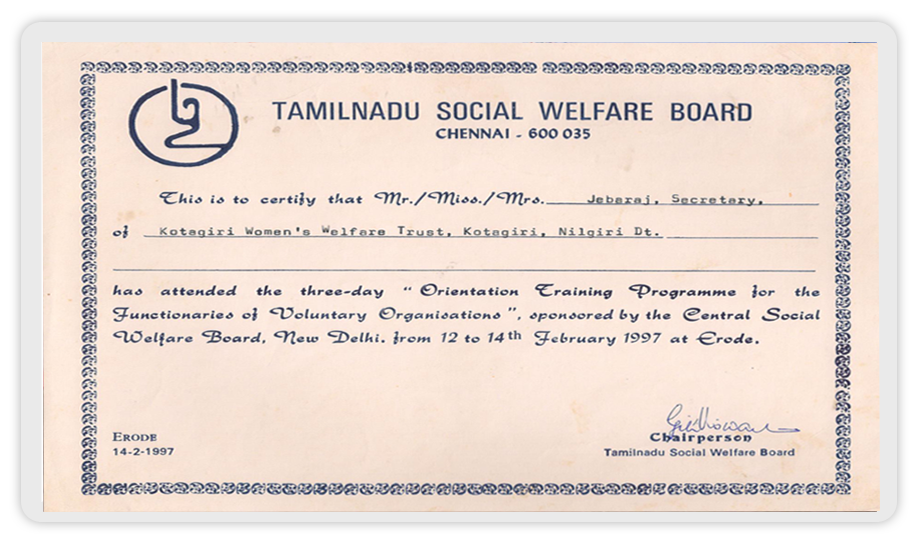 TAMILNADU SOCIAL WELFARE BOARD
CHENNAI - 600 035
This is to certify that Mr./Miss./Mrs. Jebaraj, Secretary,
of Kotagiri Women's Welfare Trust, Kotagiri, Nilgiri Dt.
has attended the three-day “ Orientation Training Programme for the
Functionaries of Voluntary Organisations ”, sponsored by the Central Social
Welfare Board, New Delhi. from 12 to 14th February 1997 at Erode.
ERODE
14-2-1997
Chairperson
Tamilnadu Social Welfare Board